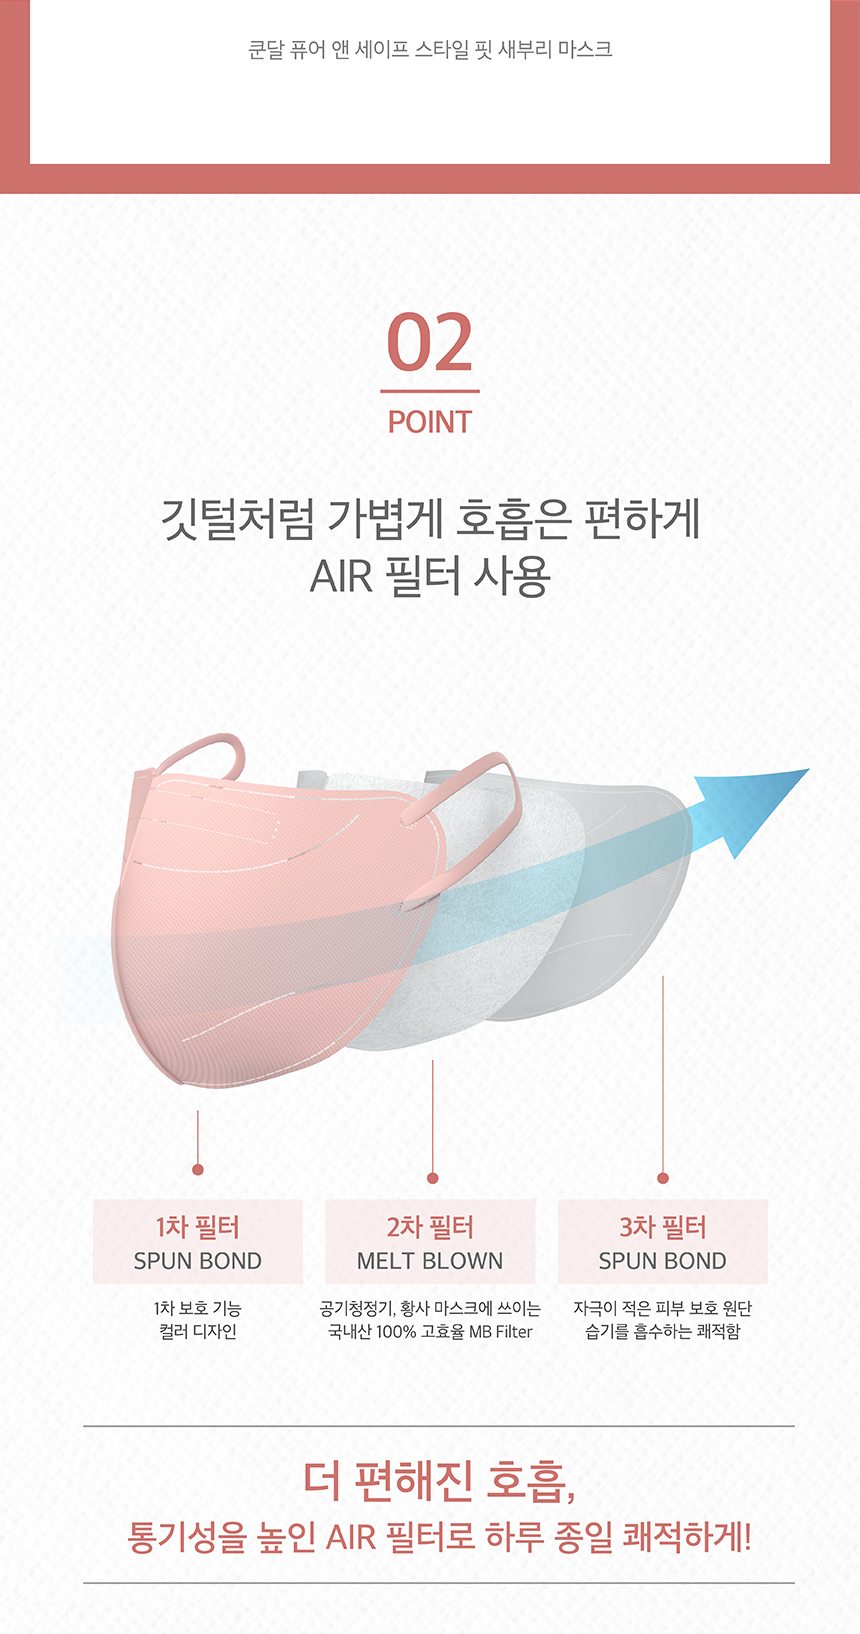 쿤달 퓨어 앤 세이프 스타일 핏 새부리 마스크
02
POINT
깃털처럼 가볍게 호흡은 편하게
AIR 필터 사용
1차 필터
SPUN BOND
1차 보호 기능
컬러 디자인
2차 필터
MELT BLOWN
공기청정기, 황사 마스크에 쓰이는
국내산 100% 고효율 MB Filter
3차 필터
SPUN BOND
자극이 적은 피부 보호 원단
습기를 흡수하는 쾌적함
더 편해진 호흡,
통기성을 높인 AIR 필터로 하루 종일 쾌적하게!